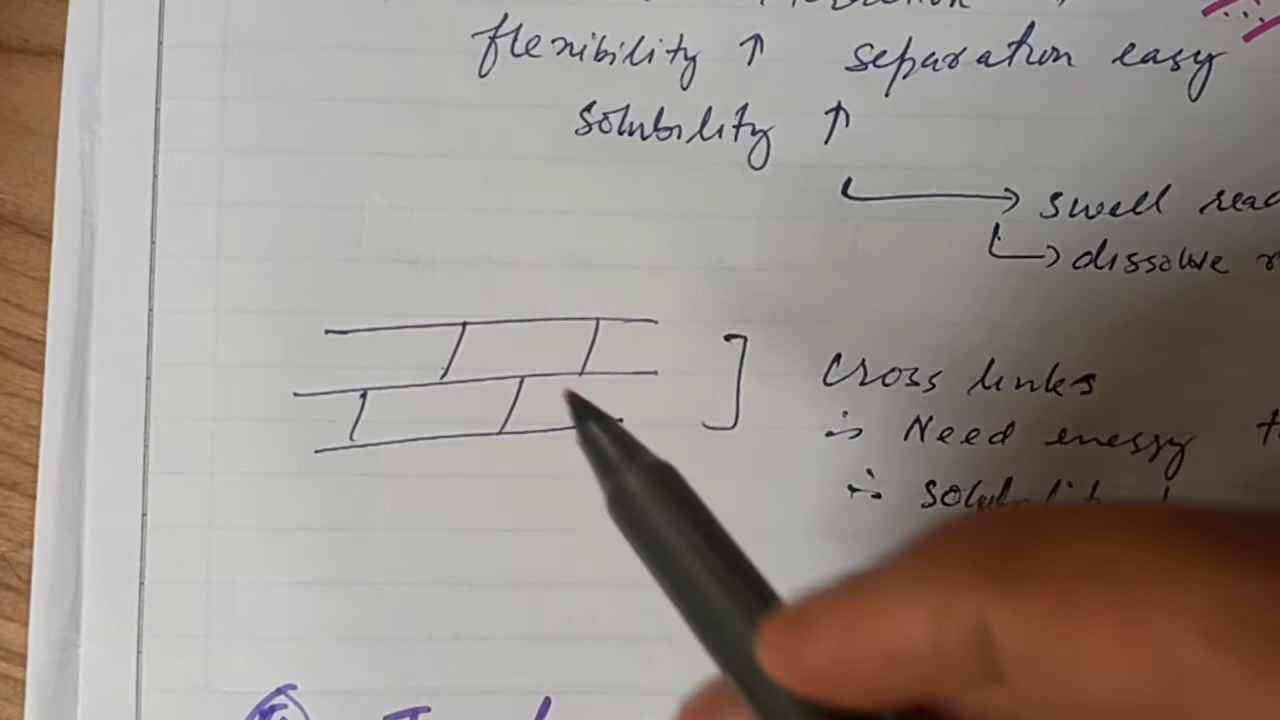 flexibility ↑ separation easy
solubility ↑
→ swell
→ dissolve
Cross links
∴ Need energy
∴